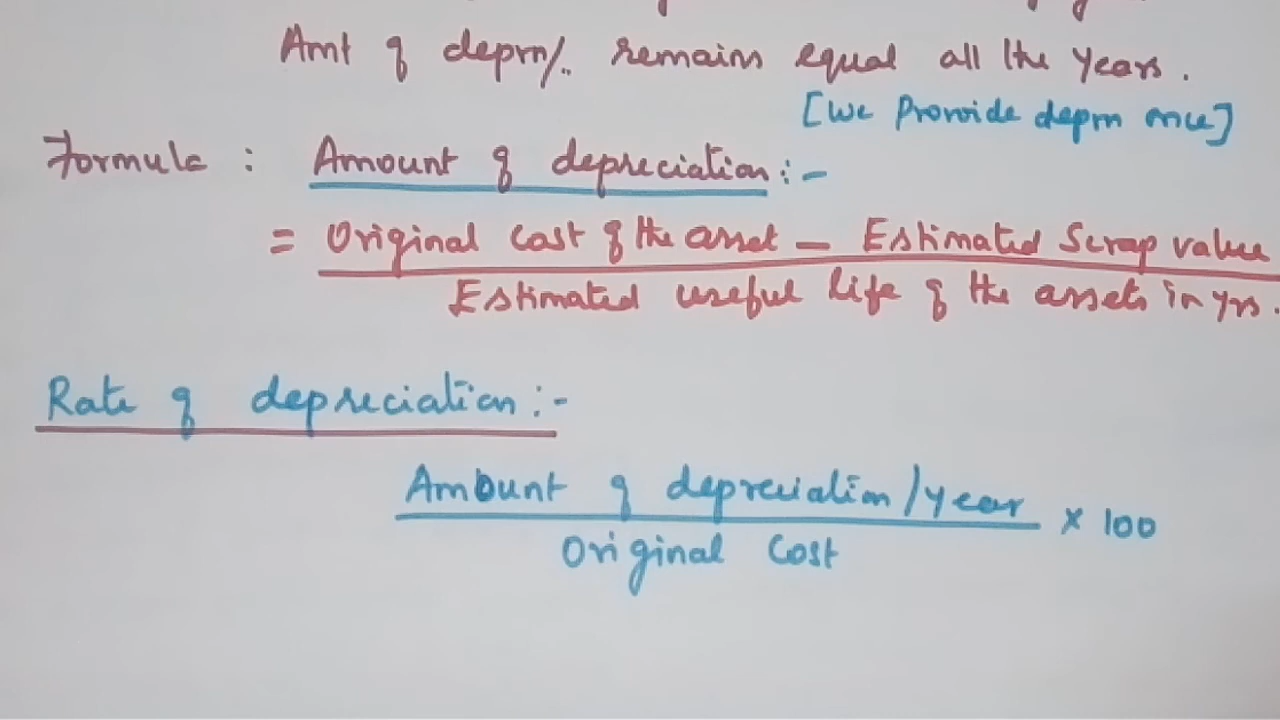 Amt of deprn/.. remains equal all the years.
[we Provide deprn once]
Formula : Amount of depreciation :-
= Original cost of the asset - Estimated Scrap value
Estimated useful life of the assets in yrs.
Rate of depreciation :-
Amount of depreciation/year × 100
Original cost